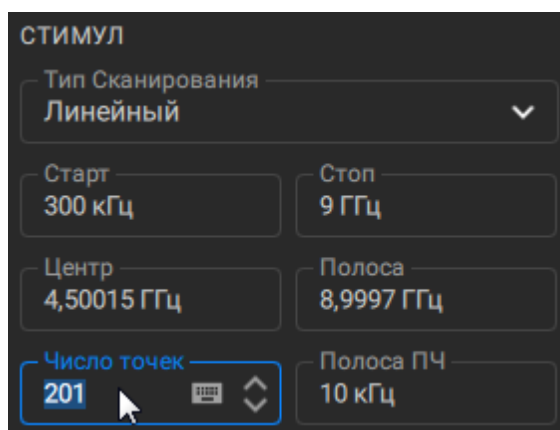 СТИМУЛ
Тип Сканирования
Линейный
Старт
Стоп
300 кГц
9 ГГц
Центр
Полоса
4,50015 ГГц
8,9997 ГГц
Число точек
Полоса ПЧ
201
10 кГц